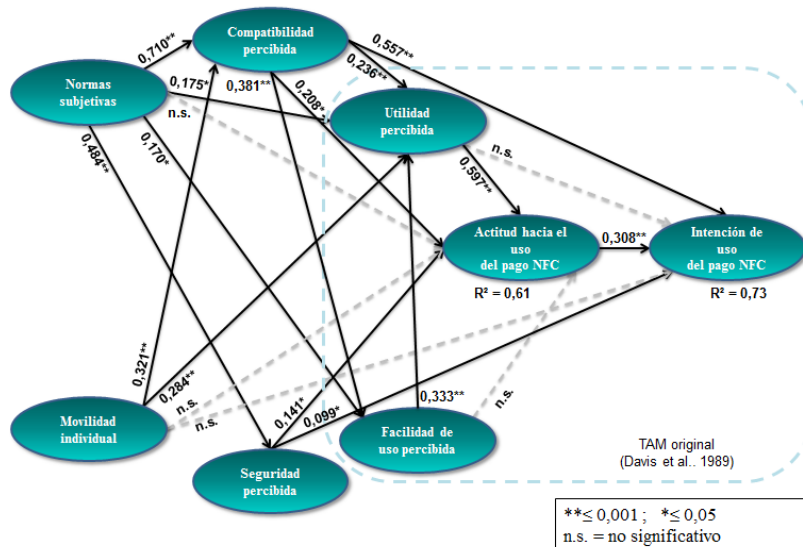 Compatibilidad
percibida
0,710**
0,557**
0,236**
Normas
subjetivas
0,175*
0,381**
0,208*
n.s.
Utilidad
percibida
0,484**
0,170*
n.s.
0,597**
Actitud hacia el
uso
del pago NFC
0,308**
Intención de
uso
del pago NFC
R² = 0,61
R² = 0,73
0,321**
0,284**
n.s.
n.s.
Movilidad
individual
0,141*
0,099*
0,333**
n.s.
Facilidad de
uso percibida
Seguridad
percibida
TAM original
(Davis et al.. 1989)
**≤ 0,001 ; *≤ 0,05
n.s. = no significativo